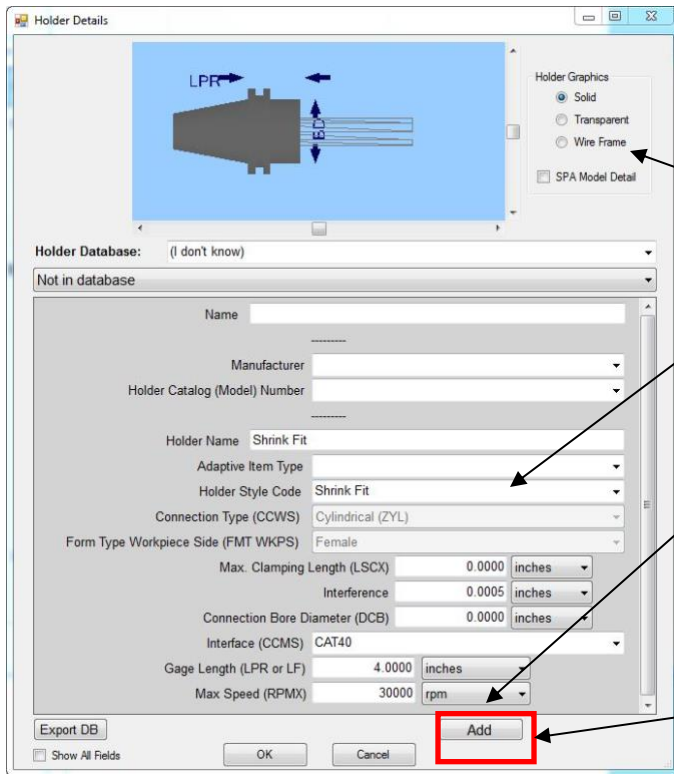 Holder Details
LPR
BD
Holder Graphics
Solid
Transparent
Wire Frame
SPA Model Detail
Holder Database: (I don't know)
Not in database
Name
---------
Manufacturer
Holder Catalog (Model) Number
---------
Holder Name Shrink Fit
Adaptive Item Type
Holder Style Code Shrink Fit
Connection Type (CCWS) Cylindrical (ZYL)
Form Type Workpiece Side (FMT WKPS) Female
Max. Clamping Length (LSCX) 0.0000 inches
Interference 0.0005 inches
Connection Bore Diameter (DCB) 0.0000 inches
Interface (CCMS) CAT40
Gage Length (LPR or LF) 4.0000 inches
Max Speed (RPMX) 30000 rpm
Export DB Add
Show All Fields OK Cancel